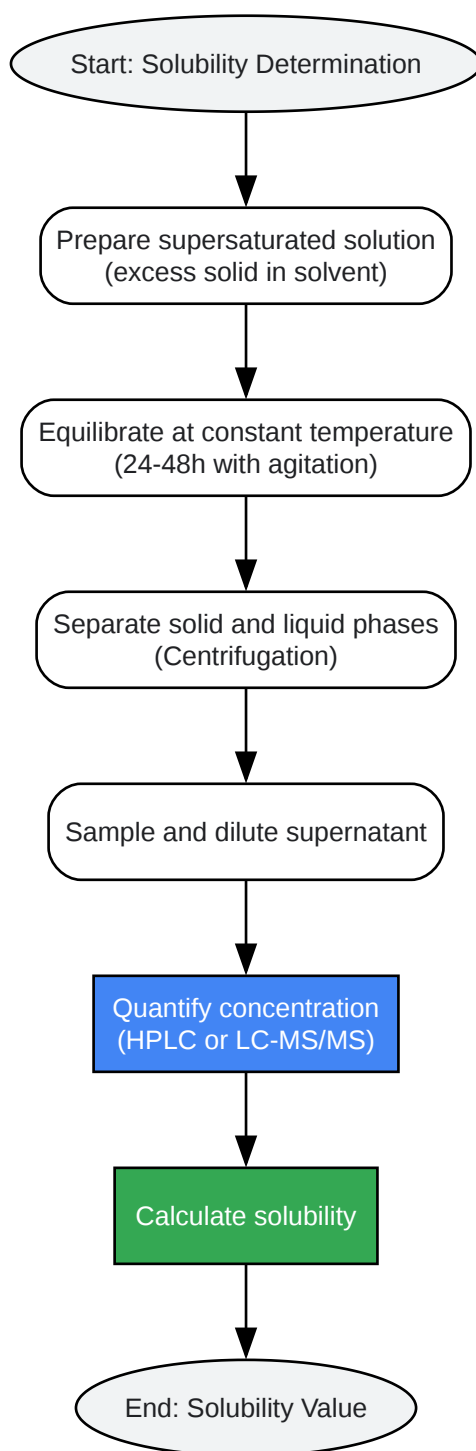 Start: Solubility Determination
Prepare supersaturated solution
(excess solid in solvent)
Equilibrate at constant temperature
(24-48h with agitation)
Separate solid and liquid phases
(Centrifugation)
Sample and dilute supernatant
Quantify concentration
(HPLC or LC-MS/MS)
Calculate solubility
End: Solubility Value